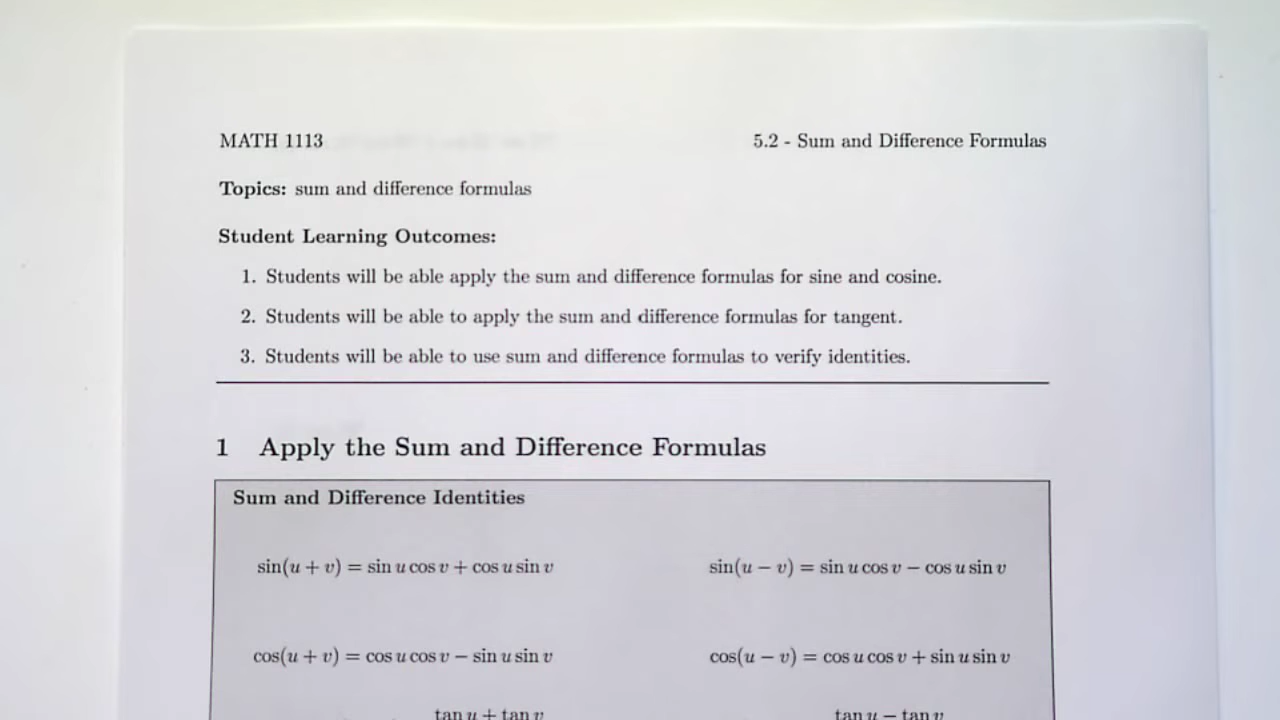 MATH 1113 5.2 - Sum and Difference Formulas
Topics: sum and difference formulas
Student Learning Outcomes:
1. Students will be able apply the sum and difference formulas for sine and cosine.
2. Students will be able to apply the sum and difference formulas for tangent.
3. Students will be able to use sum and difference formulas to verify identities.
1 Apply the Sum and Difference Formulas
Sum and Difference Identities
sin(u + v) = sin u cos v + cos u sin v sin(u − v) = sin u cos v − cos u sin v
cos(u + v) = cos u cos v − sin u sin v cos(u − v) = cos u cos v + sin u sin v
tan u + tan v tan u − tan v